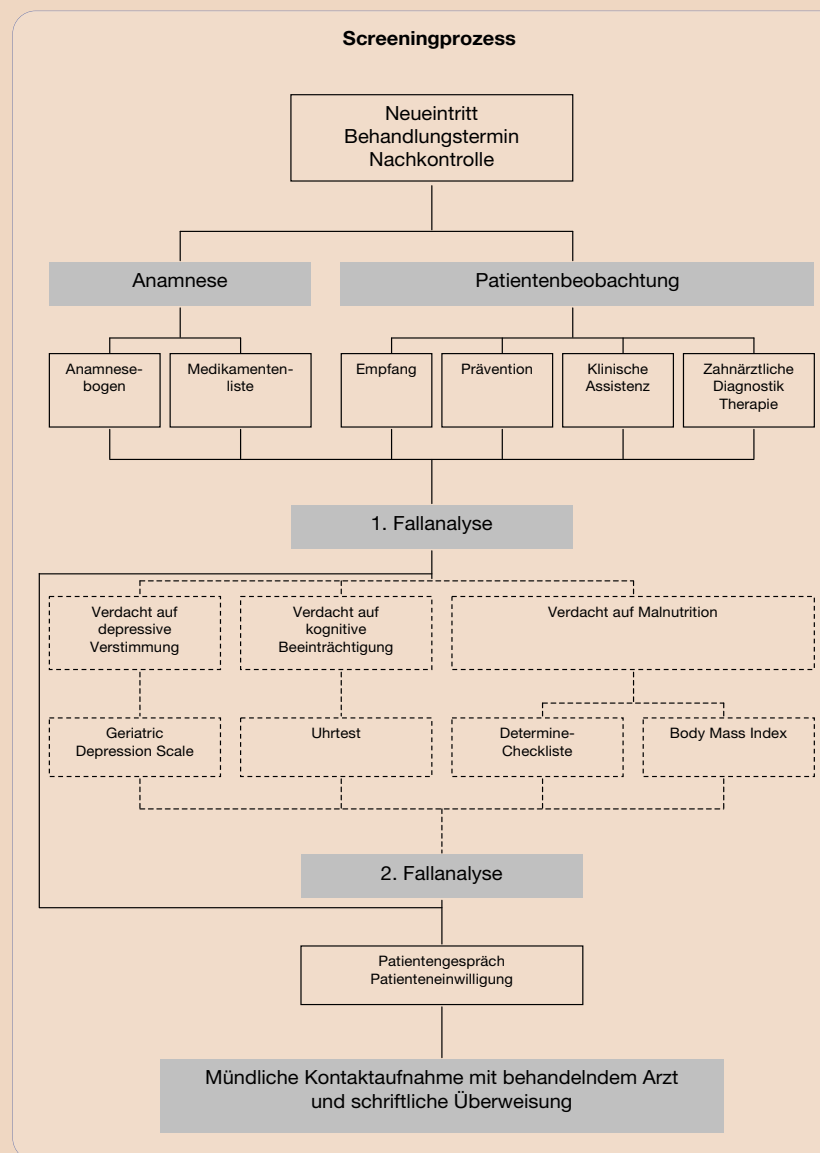 Screeningprozess
Neueintritt
Behandlungstermin
Nachkontrolle
Anamnese
Patientenbeobachtung
Anamnese-
bogen
Medikamenten-
liste
Empfang
Prävention
Klinische
Assistenz
Zahnärztliche
Diagnostik
Therapie
1. Fallanalyse
Verdacht auf
depressive
Verstimmung
Verdacht auf
kognitive
Beeinträchtigung
Verdacht auf Malnutrition
Geriatric
Depression Scale
Uhrtest
Determine-
Checkliste
Body Mass Index
2. Fallanalyse
Patientengespräch
Patienteneinwilligung
Mündliche Kontaktaufnahme mit behandelndem Arzt
und schriftliche Überweisung